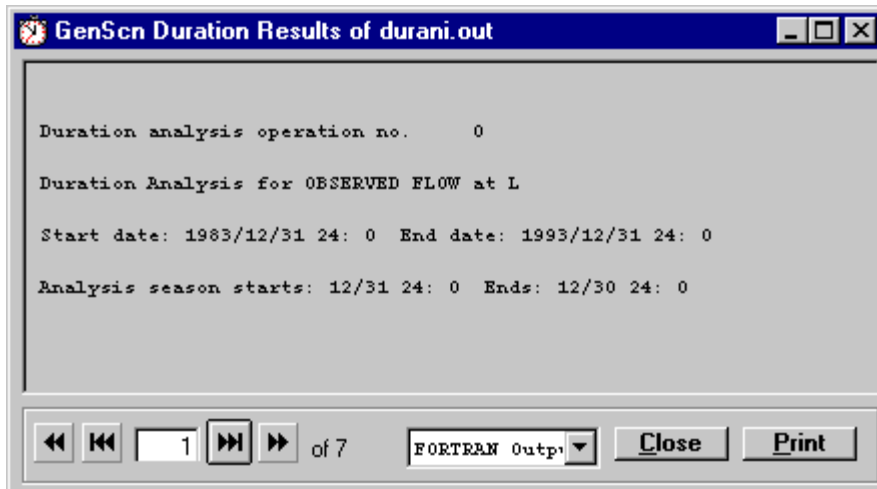 GenScn Duration Results of durani.out
Duration analysis operation no. 0
Duration Analysis for OBSERVED FLOW at L
Start date: 1983/12/31 24: 0 End date: 1993/12/31 24: 0
Analysis season starts: 12/31 24: 0 Ends: 12/30 24: 0
1 of 7 FORTRAN Outp Close Print